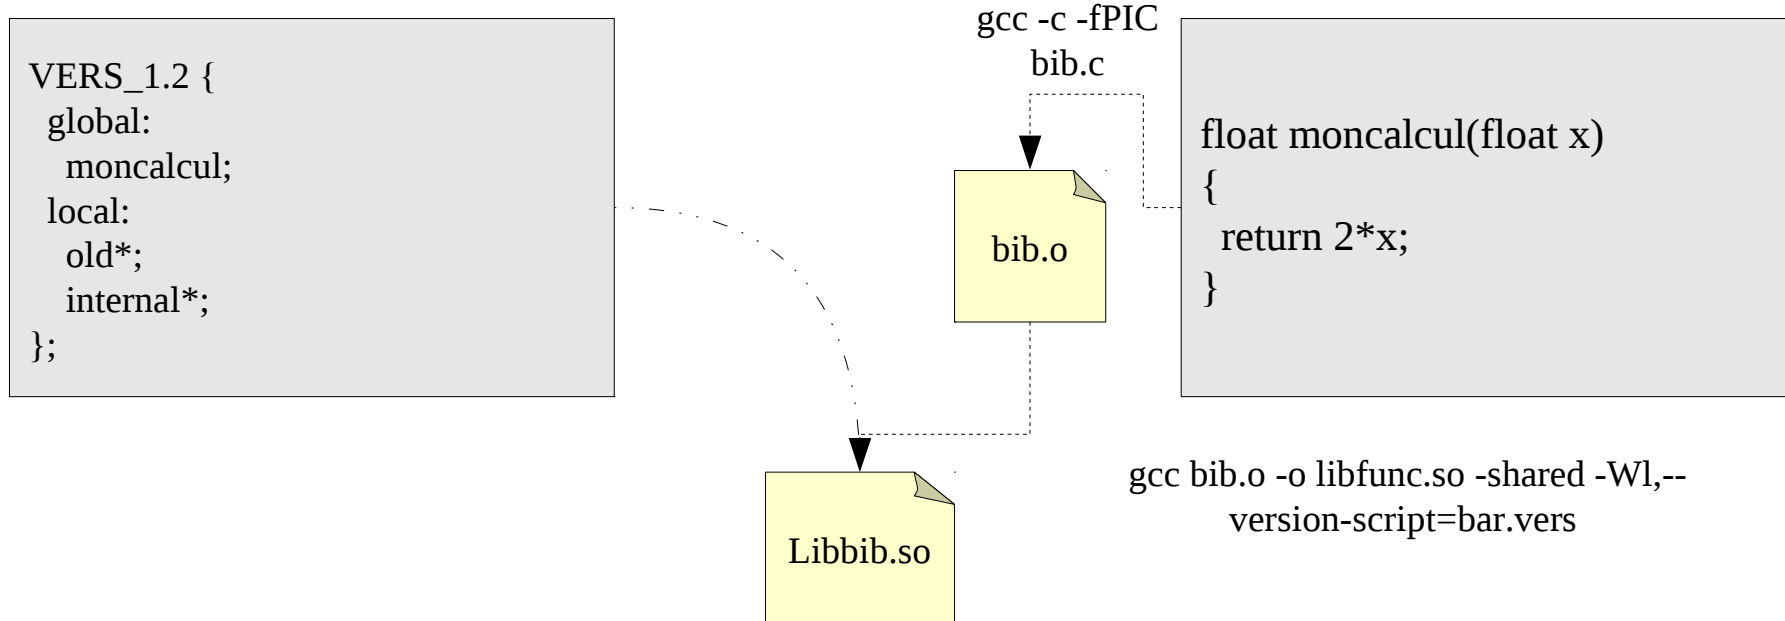 VERS_1.2 {
global:
moncalcul;
local:
old*;
internal*;
};
gcc -c -fPIC
bib.c
float moncalcul(float x)
{
return 2*x;
}
bib.o
gcc bib.o -o libfunc.so -shared -Wl,--
version-script=bar.vers
Libbib.so